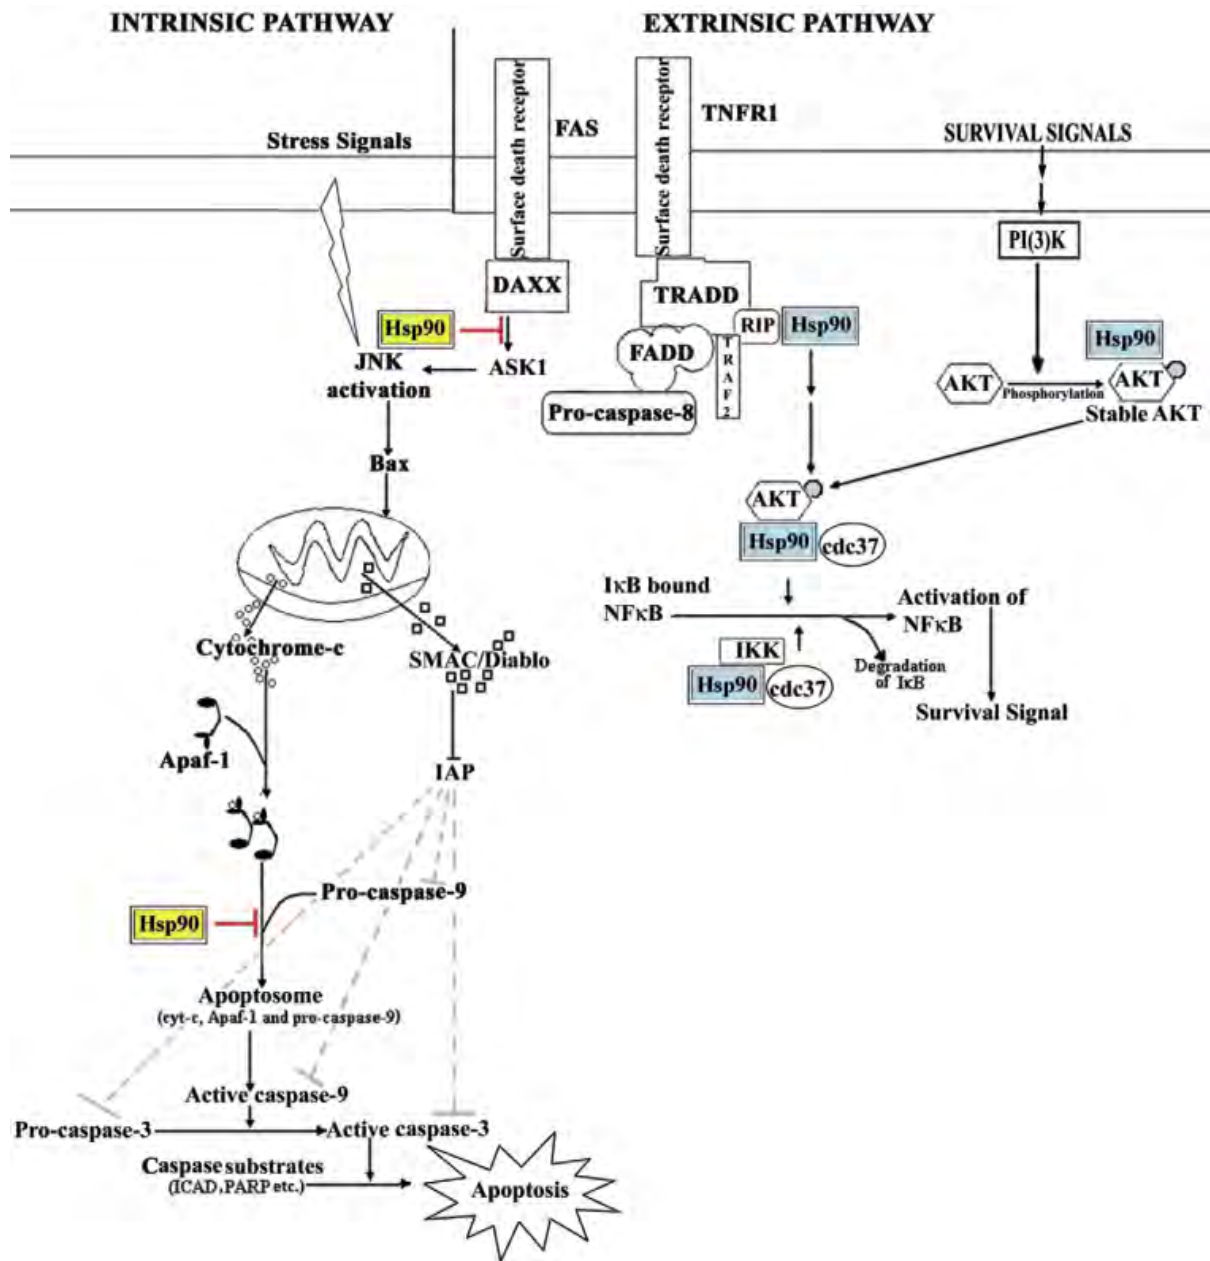 INTRINSIC PATHWAY
EXTRINSIC PATHWAY
Surface death receptor
FAS
Surface death receptor
TNFR1
Stress Signals
SURVIVAL SIGNALS
PI(3)K
DAXX
TRADD
Hsp90
RIP
Hsp90
Hsp90
FADD
TRAF2
JNK
activation
ASK1
AKT
Phosphorylation
AKT
Stable AKT
Pro-caspase-8
Bax
AKT
Hsp90
cdc37
IκB bound
NFκB
Activation of
NFκB
Cytochrome-c
SMAC/Diablo
IKK
Degradation
of IκB
Hsp90
cdc37
Survival Signal
Apaf-1
IAP
Pro-caspase-9
Hsp90
Apoptosome
(cyt-c, Apaf-1 and pro-caspase-9)
Active caspase-9
Pro-caspase-3
Active caspase-3
Caspase substrates
(ICAD,PARP etc.)
Apoptosis